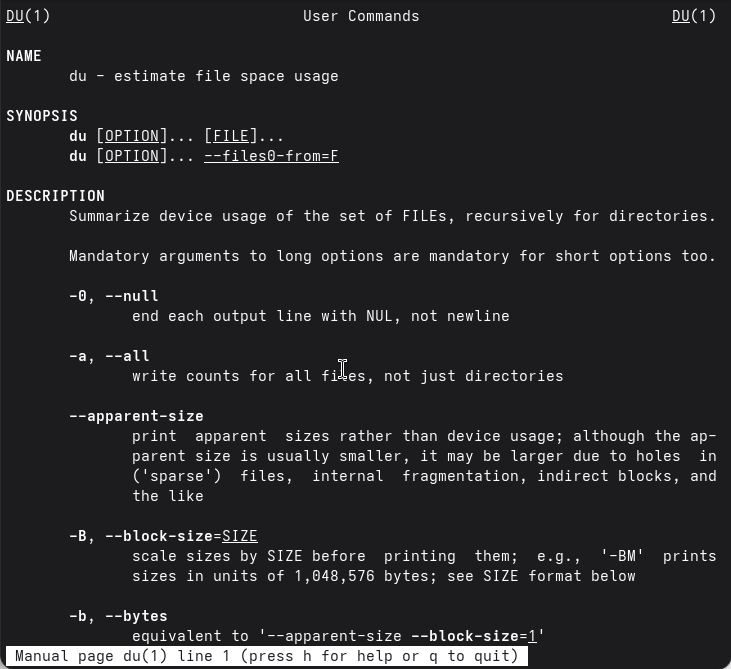 DU(1) User Commands DU(1)
NAME
du - estimate file space usage
SYNOPSIS
du [OPTION]... [FILE]...
du [OPTION]... --files0-from=F
DESCRIPTION
Summarize device usage of the set of FILEs, recursively for directories.
Mandatory arguments to long options are mandatory for short options too.
-0, --null
end each output line with NUL, not newline
-a, --all
write counts for all files, not just directories
--apparent-size
print apparent sizes rather than device usage; although the ap-
parent size is usually smaller, it may be larger due to holes in
('sparse') files, internal fragmentation, indirect blocks, and
the like
-B, --block-size=SIZE
scale sizes by SIZE before printing them; e.g., '-BM' prints
sizes in units of 1,048,576 bytes; see SIZE format below
-b, --bytes
equivalent to '--apparent-size --block-size=1'
Manual page du(1) line 1 (press h for help or q to quit)